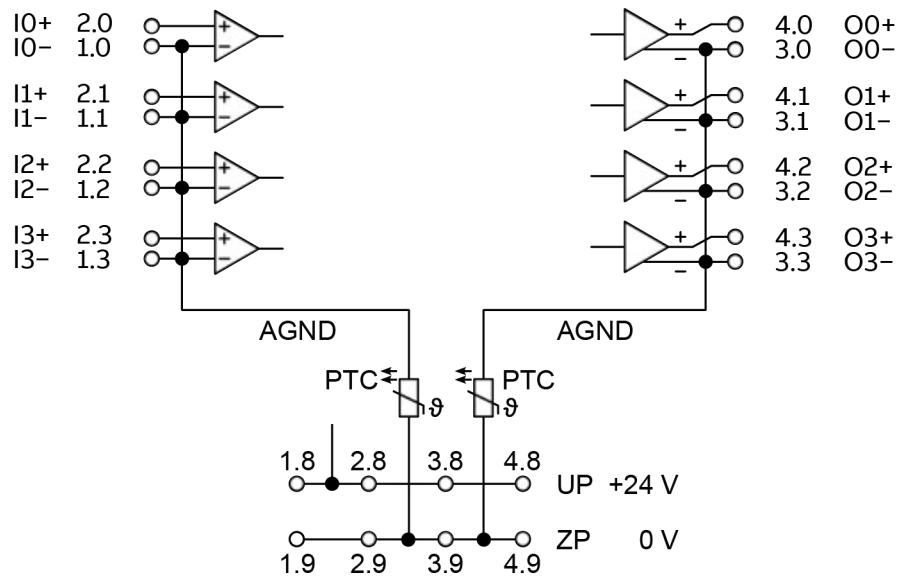 I0+ 2.0 + 4.0 O0+
I0− 1.0 − 3.0 O0−
I1+ 2.1 + 4.1 O1+
I1− 1.1 − 3.1 O1−
I2+ 2.2 + 4.2 O2+
I2− 1.2 − 3.2 O2−
I3+ 2.3 + 4.3 O3+
I3− 1.3 − 3.3 O3−
+ + 
− −
+ +
− −
+ +
− −
+ +
− −
AGND AGND
PTC ϑ PTC ϑ
1.8 2.8 3.8 4.8 UP +24 V
ZP 0 V
1.9 2.9 3.9 4.9